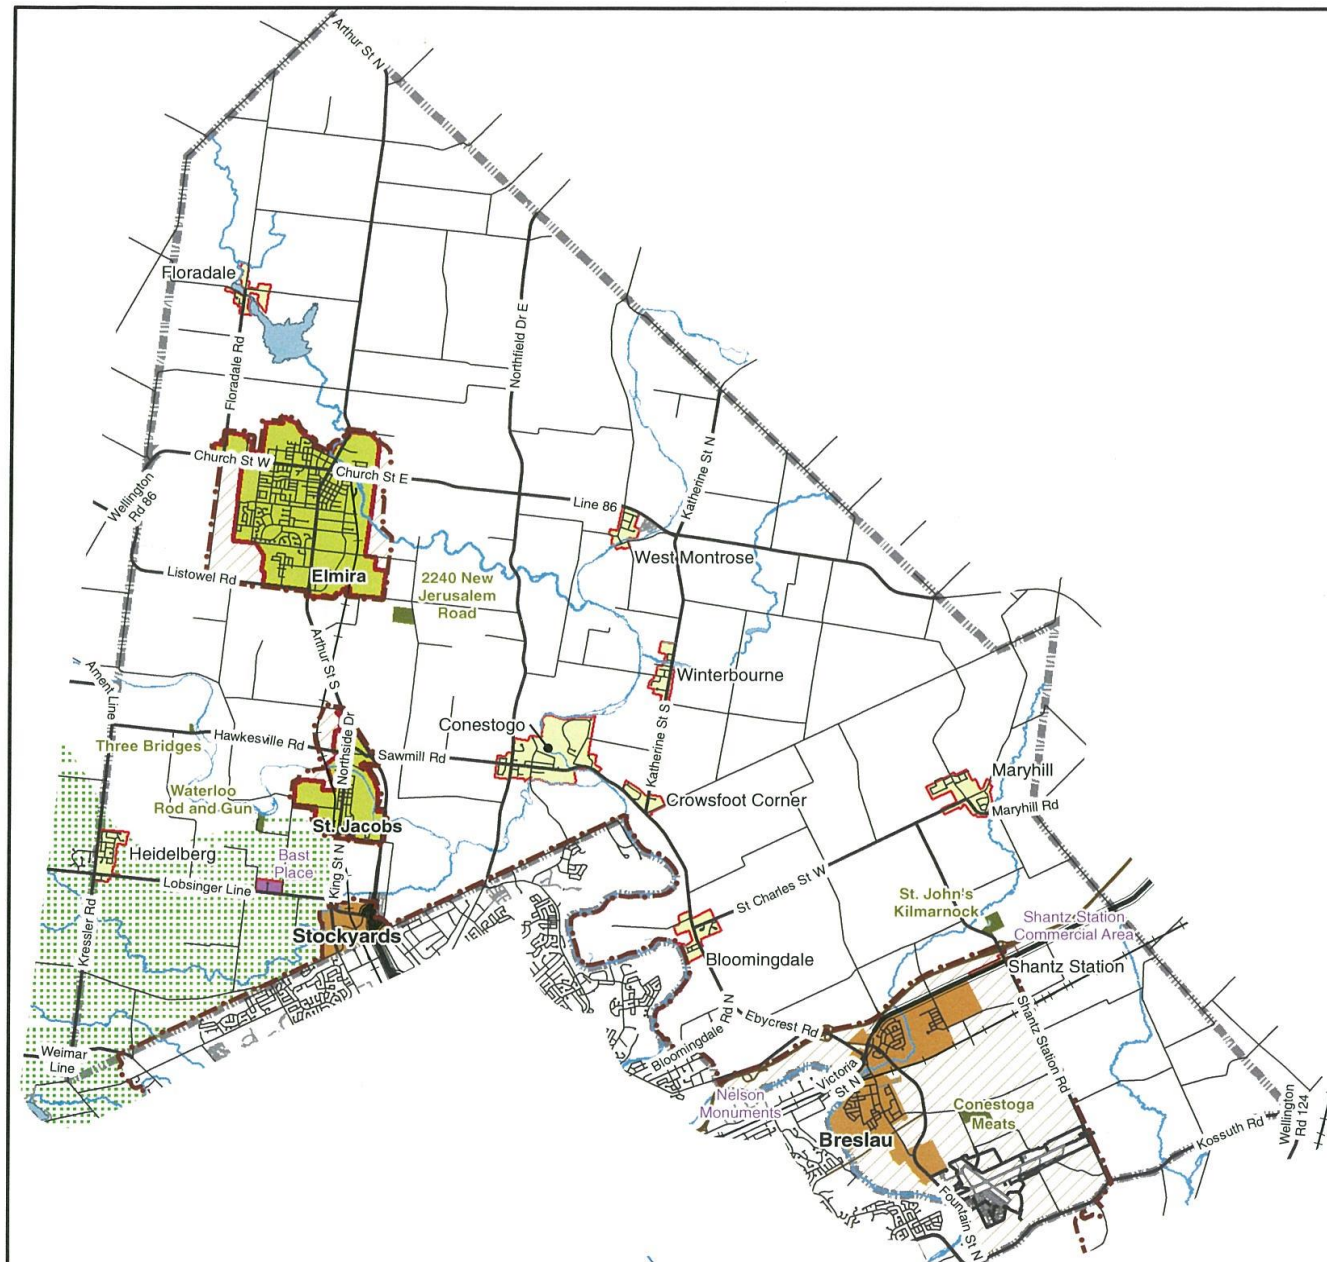 Arthur St N
Floradale
Floradale Rd
Northfield Dr E
Katherine St N
Church St W
Church St E
Line 86
Wellington
Rd 86
West Montrose
Listowel Rd
Elmira
2240 New
Jerusalem
Road
Arthur St S
Ament Line
Winterbourne
Conestogo
Katherine St S
Three Bridges
Hawkesville Rd
Northside Dr
Sawmill Rd
Maryhill
Maryhill Rd
Waterloo
Rod and Gun
Crowsfoot Corner
St. Jacobs
Heidelberg
Bast
Place
King St N
Lobsinger Line
St Charles St W
St. John's
Kilmarnock
Shantz Station
Commercial Area
Kressler Rd
Stockyards
Bloomingdale
Shantz Station
Ebycrest Rd
Bloomingdale Rd N
Shantz Station Rd
Weimar
Line
Victoria
St N
Nelson
Monuments
Conestoga
Meats
Breslau
Kossuth Rd
Wellington
Rd 124
Fountain St N